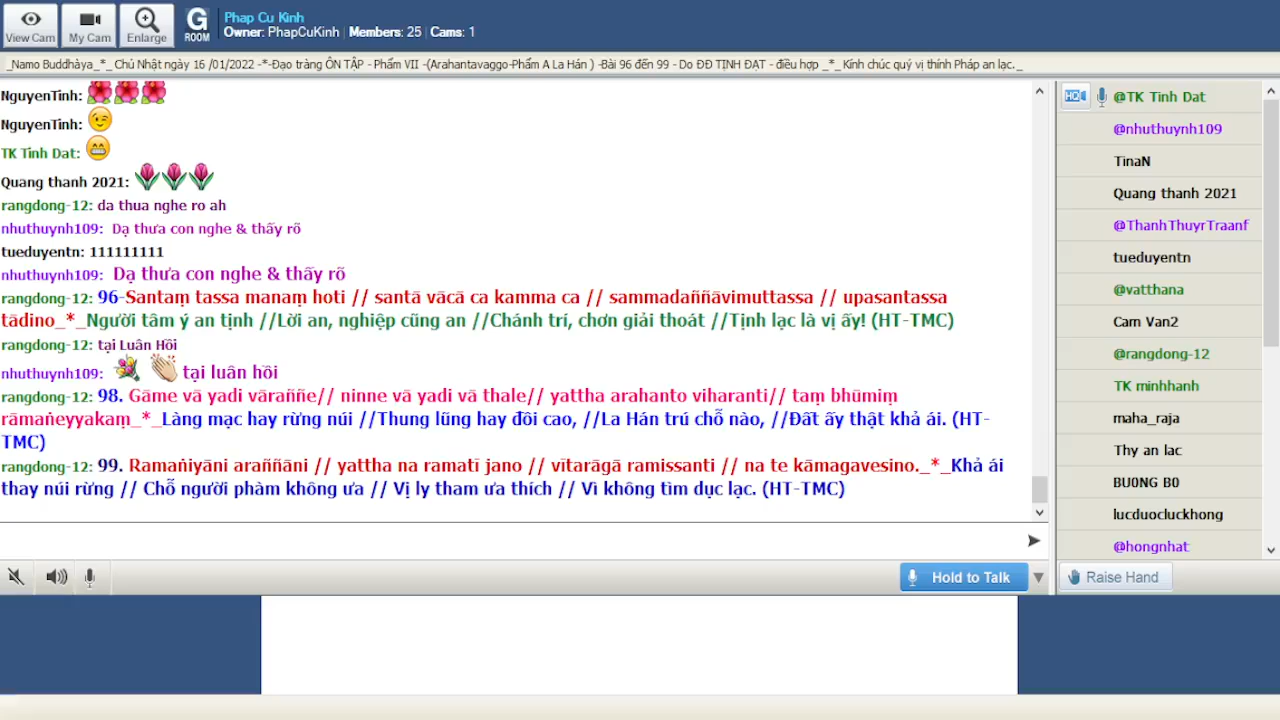 View Cam
My Cam
Enlarge
G
ROOM
Phap Cu Kinh
Owner: PhapCuKinh | Members: 25 | Cams: 1
_Namo Buddhàya_*_ Chủ Nhật ngày 16 /01/2022 -*-Đạo tràng ÔN TẬP - Phẩm VII -(Arahantavaggo-Phẩm A La Hán ) -Bài 96 đến 99 - Do ĐĐ TỊNH ĐẠT - điều hợp _*_ Kính chúc quý vị thính Pháp an lạc._
NguyenTinh:
NguyenTinh:
TK Tinh Dat:
Quang thanh 2021:
rangdong-12: da thua nghe ro ah
nhuthuynh109: Dạ thưa con nghe & thấy rõ
tueduyentn: 111111111
nhuthuynh109: Dạ thưa con nghe & thấy rõ
rangdong-12: 96-Santaṃ tassa manaṃ hoti // santā vācā ca kamma ca // sammadaññāvimuttassa // upasantassa
tādino_*_Người tâm ý an tịnh //Lời an, nghiệp cũng an //Chánh trí, chơn giải thoát //Tịnh lạc là vị ấy! (HT-TMC)
rangdong-12: tại Luân Hồi
nhuthuynh109: tại luân hồi
rangdong-12: 98. Gāme vā yadi vāraññe// ninne vā yadi vā thale// yattha arahanto viharanti// taṃ bhūmiṃ
rāmaṇeyyakaṃ_*_Làng mạc hay rừng núi //Thung lũng hay đồi cao, //La Hán trú chỗ nào, //Đất ấy thật khả ái. (HT-
TMC)
rangdong-12: 99. Ramaṅiyāni araññāni // yattha na ramatī jano // vītarāgā ramissanti // na te kāmagavesino._*_Khả ái
thay núi rừng // Chỗ người phàm không ưa // Vị ly tham ưa thích // Vì không tìm dục lạc. (HT-TMC)
Hold to Talk
HQ
@TK Tinh Dat
@nhuthuynh109
TinaN
Quang thanh 2021
@ThanhThuyrTraanf
tueduyentn
@vatthana
Cam Van2
@rangdong-12
TK minhhanh
maha_raja
Thy an lac
BU0NG B0
lucduocluckhong
@hongnhat
Raise Hand